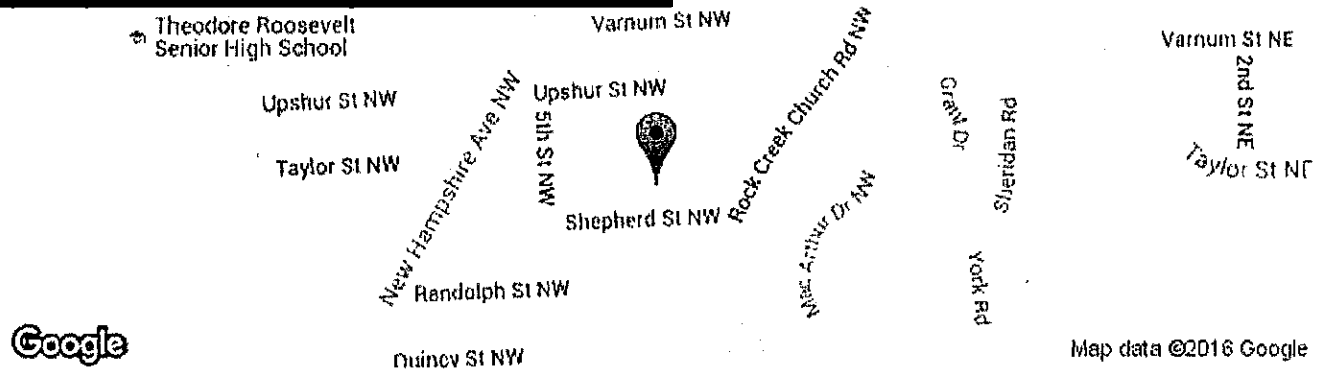 Theodore Roosevelt
Senior High School
Varnum St NW
Varnum St NE
Upshur St NW
New Hampshire Ave NW
Upshur St NW
5th St NW
Rock Creek Church Rd NW
Grant Dr
Sheridan Rd
2nd St NE
Taylor St NW
Taylor St NE
Shepherd St NW
Mac Arthur Dr NW
York Rd
Randolph St NW
Google
Quincy St NW
Map data ©2016 Google